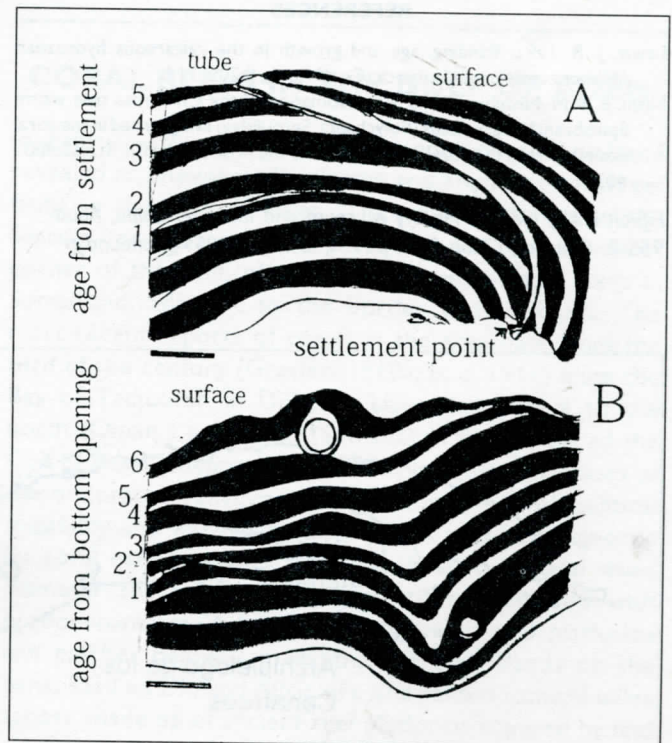 tube
surface
A
5
4
3
2
1
age from settlement
settlement point
surface
B
6
5
4
3
2
1
age from bottom opening